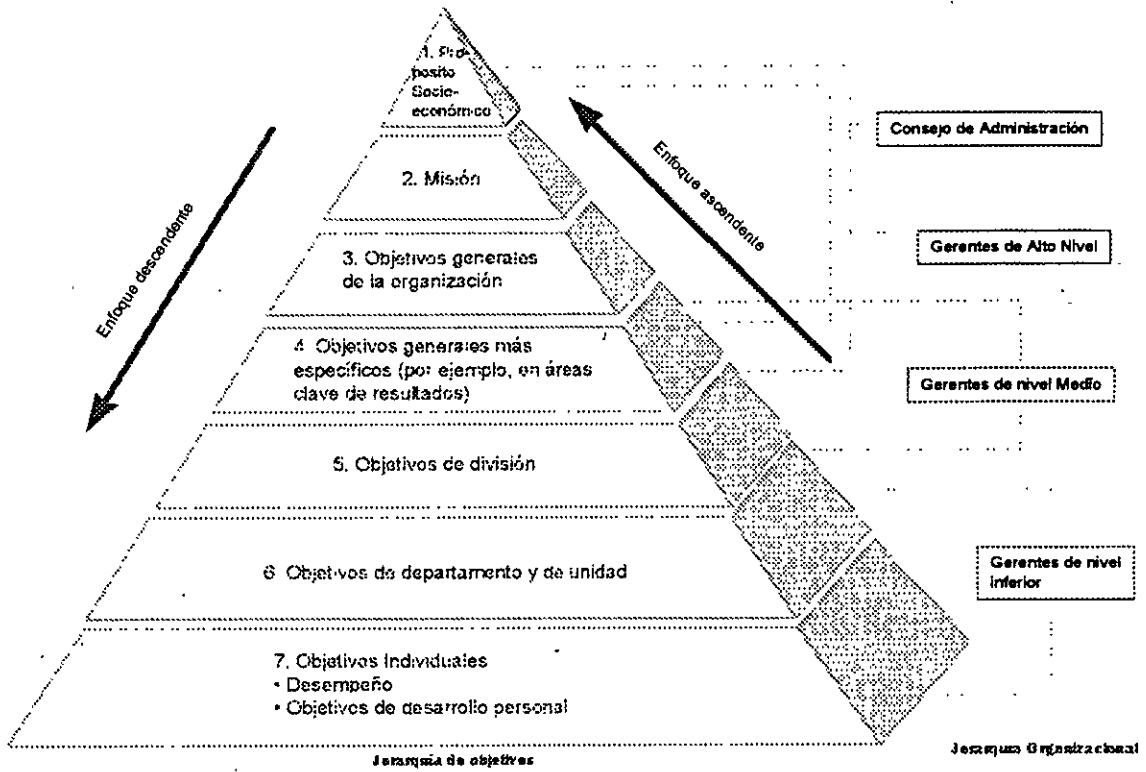 1. Pro-
posito
Socio-
económico
2. Misión
3. Objetivos generales
de la organización
4. Objetivos generales más
específicos (por ejemplo, en áreas
clave de resultados)
5. Objetivos de división
6. Objetivos de departamento y de unidad
7. Objetivos Individuales
• Desempeño
• Objetivos de desarrollo personal
Enfoque descendente
Enfoque ascendente
Consejo de Administración
Gerentes de Alto Nivel
Gerentes de nivel Medio
Gerentes de nivel
inferior
Jerarquía de objetivos
Jerarquia Organizacional